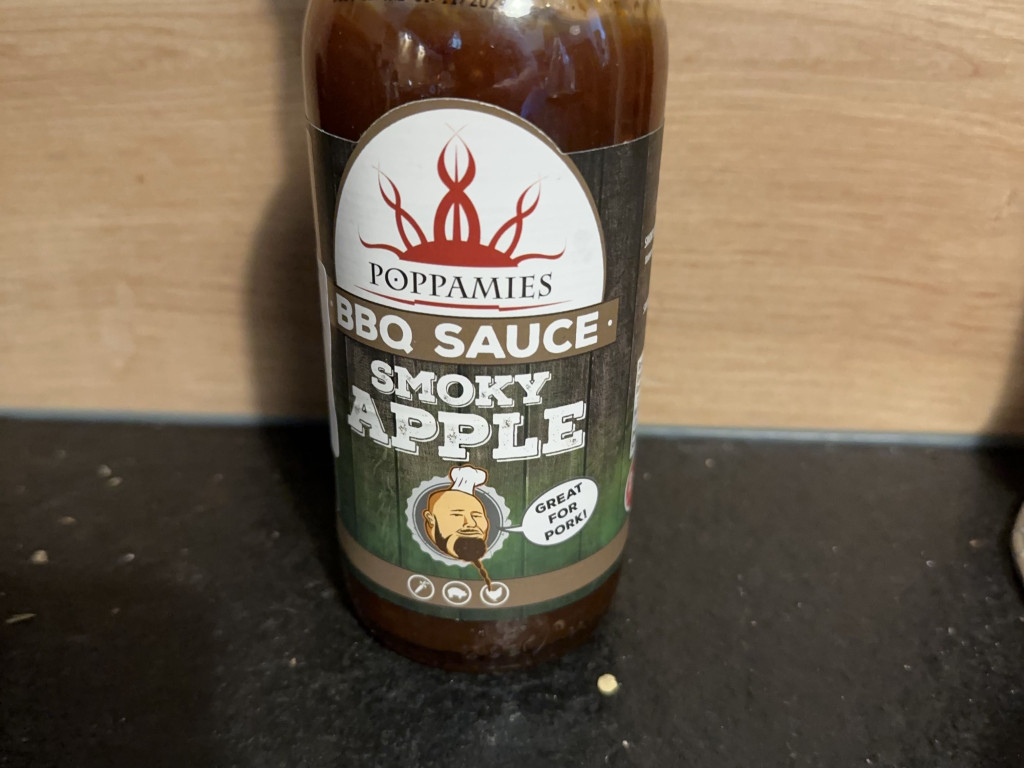 POPPAMIES
BBQ SAUCE
SMOKY
APPLE
GREAT
FOR
PORK!